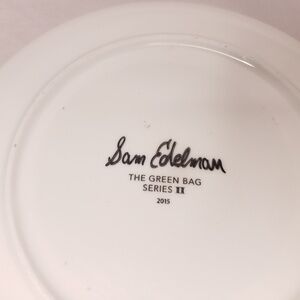 Sam Edelman
THE GREEN BAG
SERIES II
2015